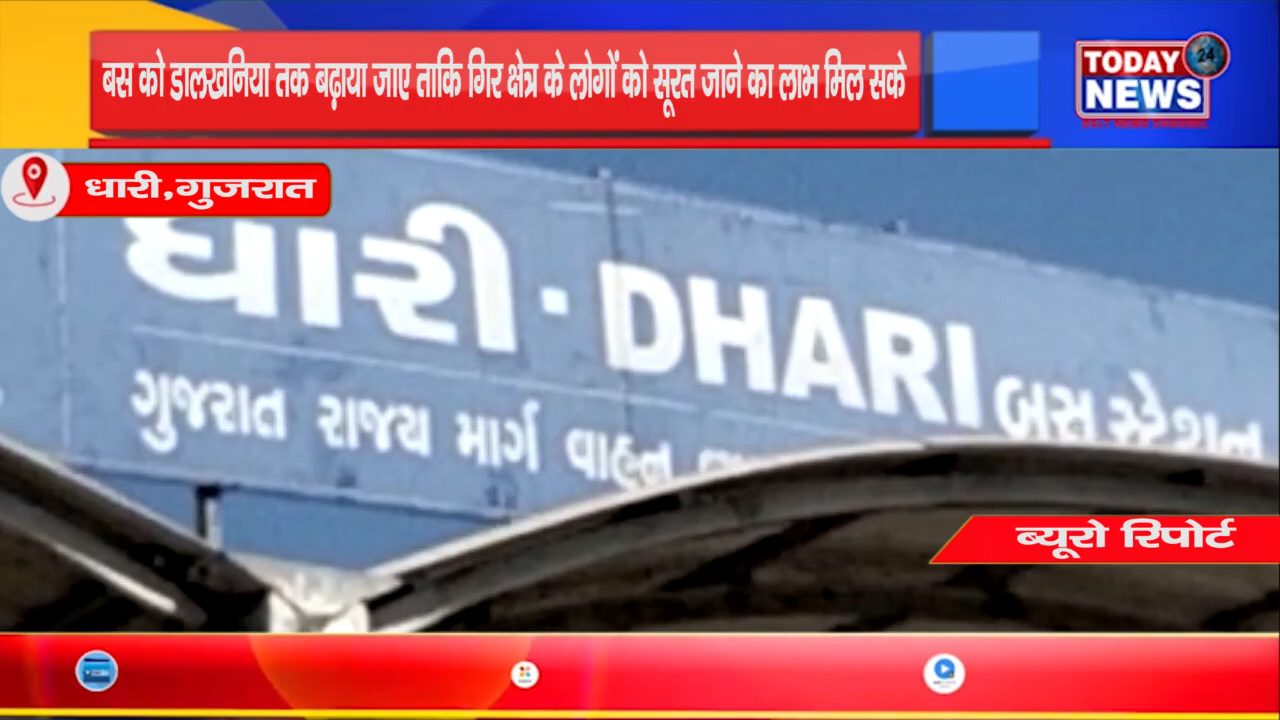 बस को डालखनिया तक बढ़ाया जाए ताकि गिर क्षेत्र के लोगों को सूरत जाने का लाभ मिल सके
TODAY
24
NEWS
धारी,गुजरात
ધારી · DHARI બસ સ્ટેશન
ગુજરાત રાજ્ય માર્ગ વાહન
ब्यूरो रिपोर्ट